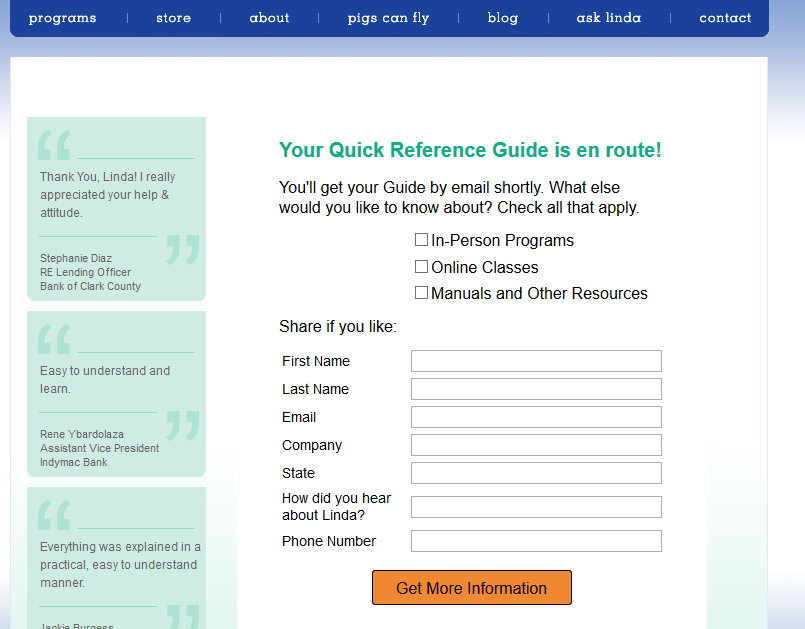 programs | store | about | pigs can fly | blog | ask linda | contact
Thank You, Linda! I really
appreciated your help &
attitude.
Stephanie Diaz
RE Lending Officer
Bank of Clark County
Easy to understand and
learn.
Rene Ybardolaza
Assistant Vice President
Indymac Bank
Everything was explained in a
practical, easy to understand
manner.
Jackie Burgess
Your Quick Reference Guide is en route!
You'll get your Guide by email shortly. What else
would you like to know about? Check all that apply.
In-Person Programs
Online Classes
Manuals and Other Resources
Share if you like:
First Name
Last Name
Email
Company
State
How did you hear
about Linda?
Phone Number
Get More Information